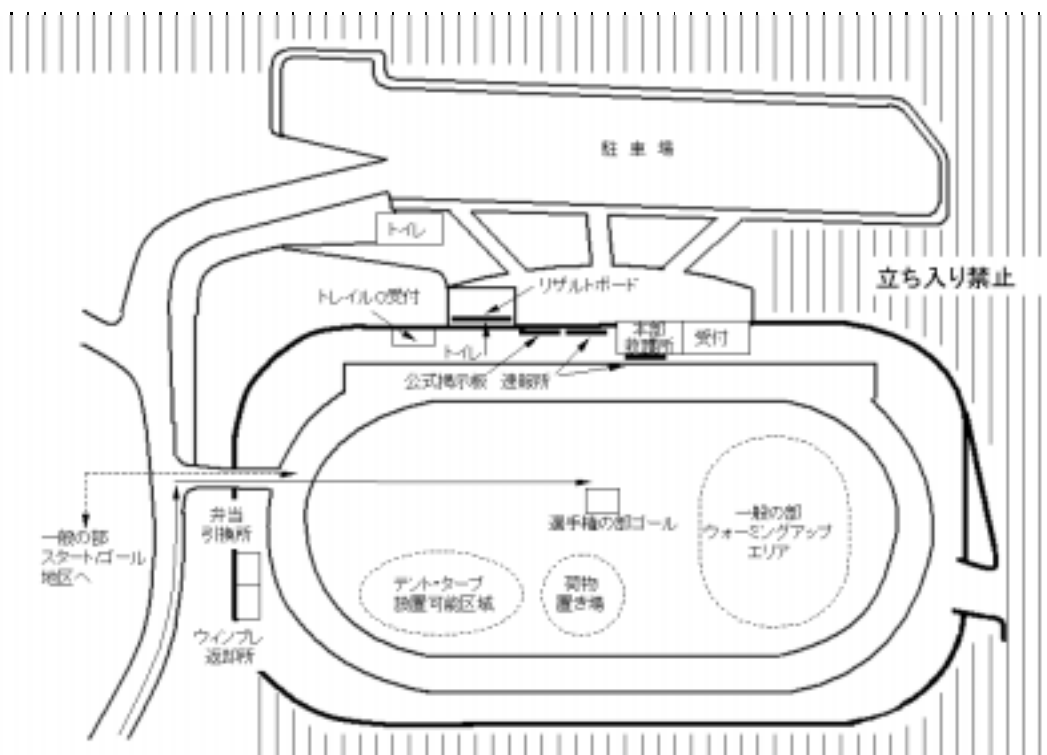 駐車場
トイレ
立ち入り禁止
リザルトボード
トレイルO受付
本部
救護所
受付
トイレ
公式掲示板
速報所
弁当
引換所
選手権の部ゴール
一般の部
ウォーミングアップ
エリア
一般の部
スタート/ゴール
地区へ
テント・タープ
設置可能区域
荷物
置き場
ウィンブレ
返却所